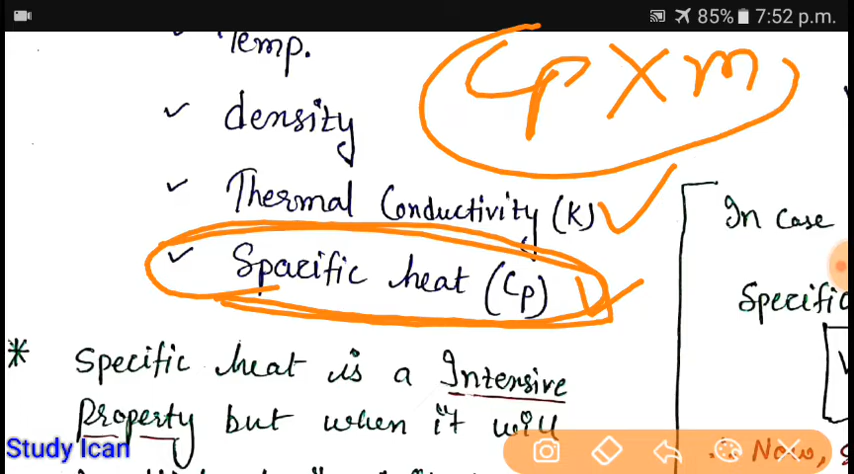 85% 7:52 p.m.
Temp.
Cp X m
density
Thermal Conductivity (K)
In Case
Spacific heat (Cp)
Specific
* Specific heat is a Intensive
Property but when it will
Study Ican
Now,